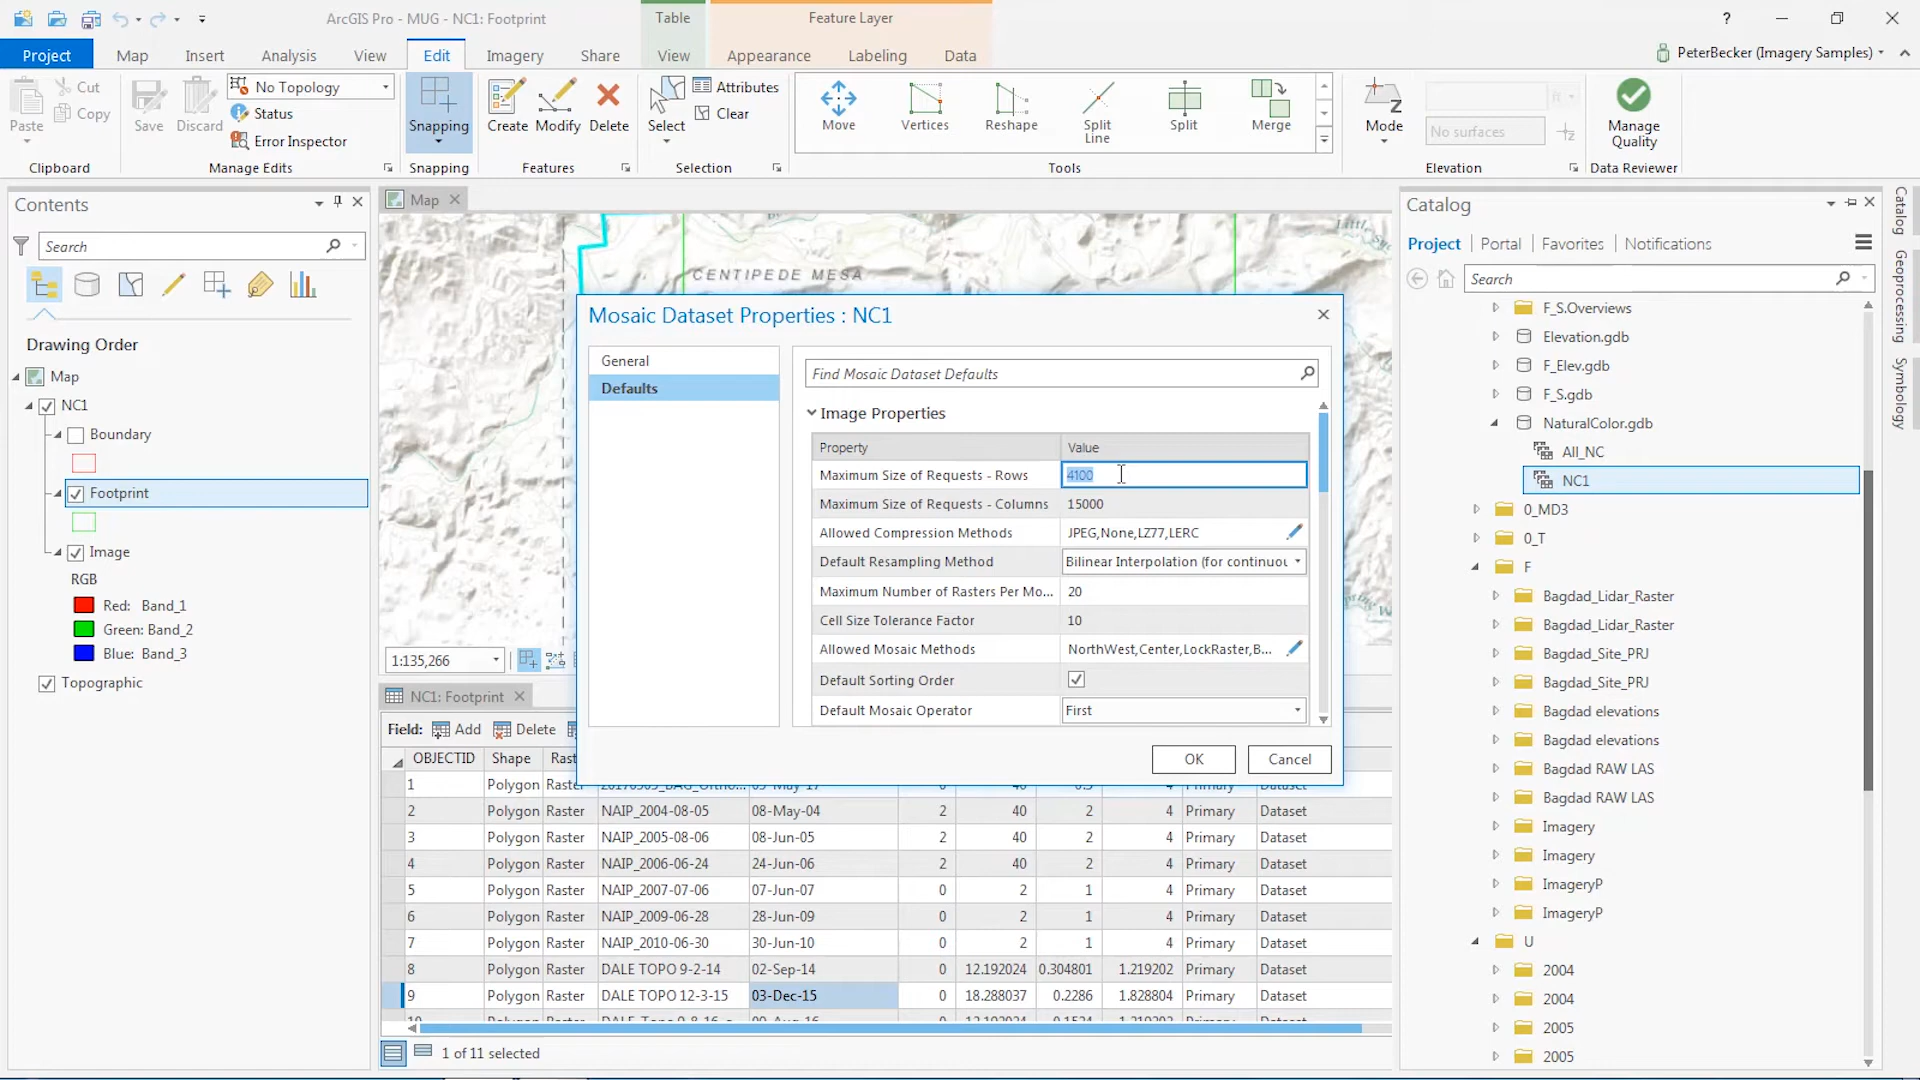 ArcGIS Pro - MUG - NC1: Footprint
Table
Feature Layer
?
Project
Map
Insert
Analysis
View
Edit
Imagery
Share
View
Appearance
Labeling
Data
PeterBecker (Imagery Samples)
Paste
Cut
Copy
Clipboard
Save
Discard
No Topology
Status
Error Inspector
Manage Edits
Snapping
Snapping
Create
Modify
Delete
Features
Select
Attributes
Clear
Selection
Move
Vertices
Reshape
Split Line
Split
Merge
Tools
Mode
No surfaces
Elevation
Manage Quality
Data Reviewer
Contents
Search
Drawing Order
Map
NC1
Boundary
Footprint
Image
RGB
Red: Band_1
Green: Band_2
Blue: Band_3
Topographic
Map
CENTIPEDE MESA
1:135,266
Mosaic Dataset Properties : NC1
General
Defaults
Find Mosaic Dataset Defaults
Image Properties
Property Value
Maximum Size of Requests - Rows 4100
Maximum Size of Requests - Columns 15000
Allowed Compression Methods JPEG,None,LZ77,LERC
Default Resampling Method Bilinear Interpolation (for continuou
Maximum Number of Rasters Per Mo... 20
Cell Size Tolerance Factor 10
Allowed Mosaic Methods NorthWest,Center,LockRaster,B...
Default Sorting Order
Default Mosaic Operator First
OK
Cancel
NC1: Footprint
Field: Add Delete
OBJECTID Shape Rast
1 Polygon Raster Primary Dataset
2 Polygon Raster NAIP_2004-08-05 08-May-04 2 40 2 4 Primary Dataset
3 Polygon Raster NAIP_2005-08-06 08-Jun-05 2 40 2 4 Primary Dataset
4 Polygon Raster NAIP_2006-06-24 24-Jun-06 2 40 2 4 Primary Dataset
5 Polygon Raster NAIP_2007-07-06 07-Jun-07 0 2 1 4 Primary Dataset
6 Polygon Raster NAIP_2009-06-28 28-Jun-09 0 2 1 4 Primary Dataset
7 Polygon Raster NAIP_2010-06-30 30-Jun-10 0 2 1 4 Primary Dataset
8 Polygon Raster DALE TOPO 9-2-14 02-Sep-14 0 12.192024 0.304801 1.219202 Primary Dataset
9 Polygon Raster DALE TOPO 12-3-15 03-Dec-15 0 18.288037 0.2286 1.828804 Primary Dataset
1 of 11 selected
Catalog
Project
Portal
Favorites
Notifications
Search
F_S.Overviews
Elevation.gdb
F_Elev.gdb
F_S.gdb
NaturalColor.gdb
All_NC
NC1
0_MD3
0_T
F
Bagdad_Lidar_Raster
Bagdad_Lidar_Raster
Bagdad_Site_PRJ
Bagdad_Site_PRJ
Bagdad elevations
Bagdad elevations
Bagdad RAW LAS
Bagdad RAW LAS
Imagery
Imagery
ImageryP
ImageryP
U
2004
2004
2005
2005
Catalog
Geoprocessing
Symbology